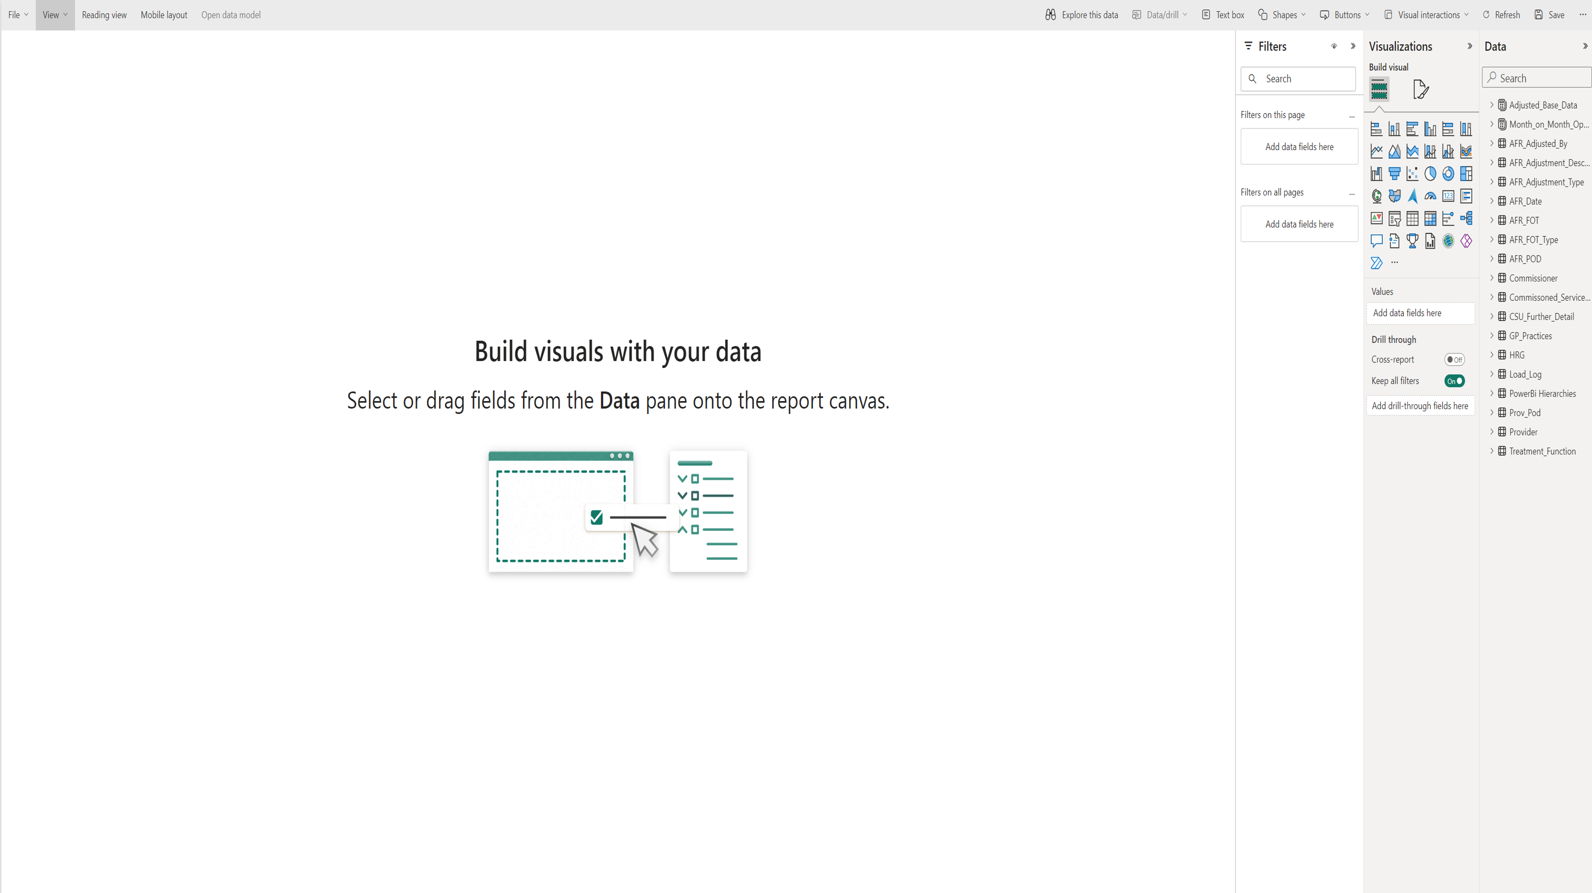 File
View
Reading view
Mobile layout
Open data model
Explore this data
Data/drill
Text box
Shapes
Buttons
Visual interactions
Refresh
Save
Build visuals with your data
Select or drag fields from the Data pane onto the report canvas.
Filters
Search
Filters on this page
...
Add data fields here
Filters on all pages
...
Add data fields here
Visualizations
Build visual
123
Values
Add data fields here
Drill through
Cross-report
Off
Keep all filters
On
Add drill-through fields here
Data
Search
Adjusted_Base_Data
Month_on_Month_Op...
AFR_Adjusted_By
AFR_Adjustment_Desc...
AFR_Adjustment_Type
AFR_Date
AFR_FOT
AFR_FOT_Type
AFR_POD
Commissioner
Commissoned_Service...
CSU_Further_Detail
GP_Practices
HRG
Load_Log
PowerBi Hierarchies
Prov_Pod
Provider
Treatment_Function